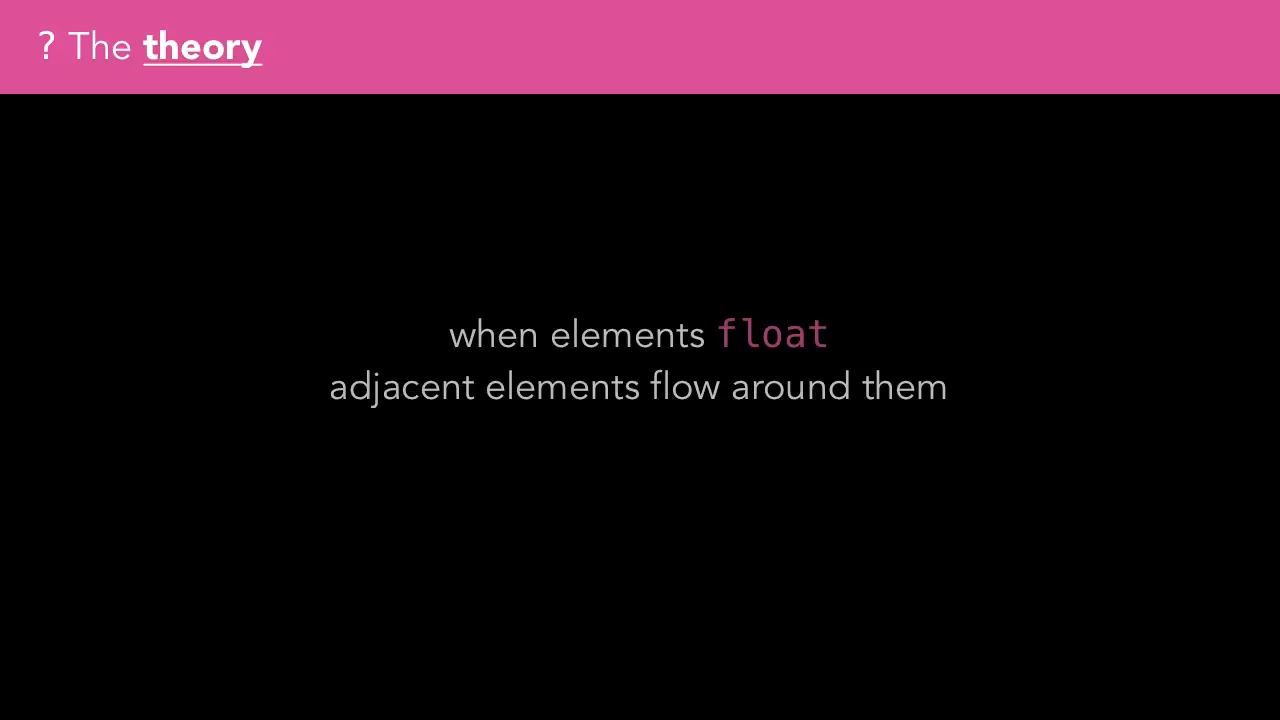 ? The theory
when elements float
adjacent elements flow around them